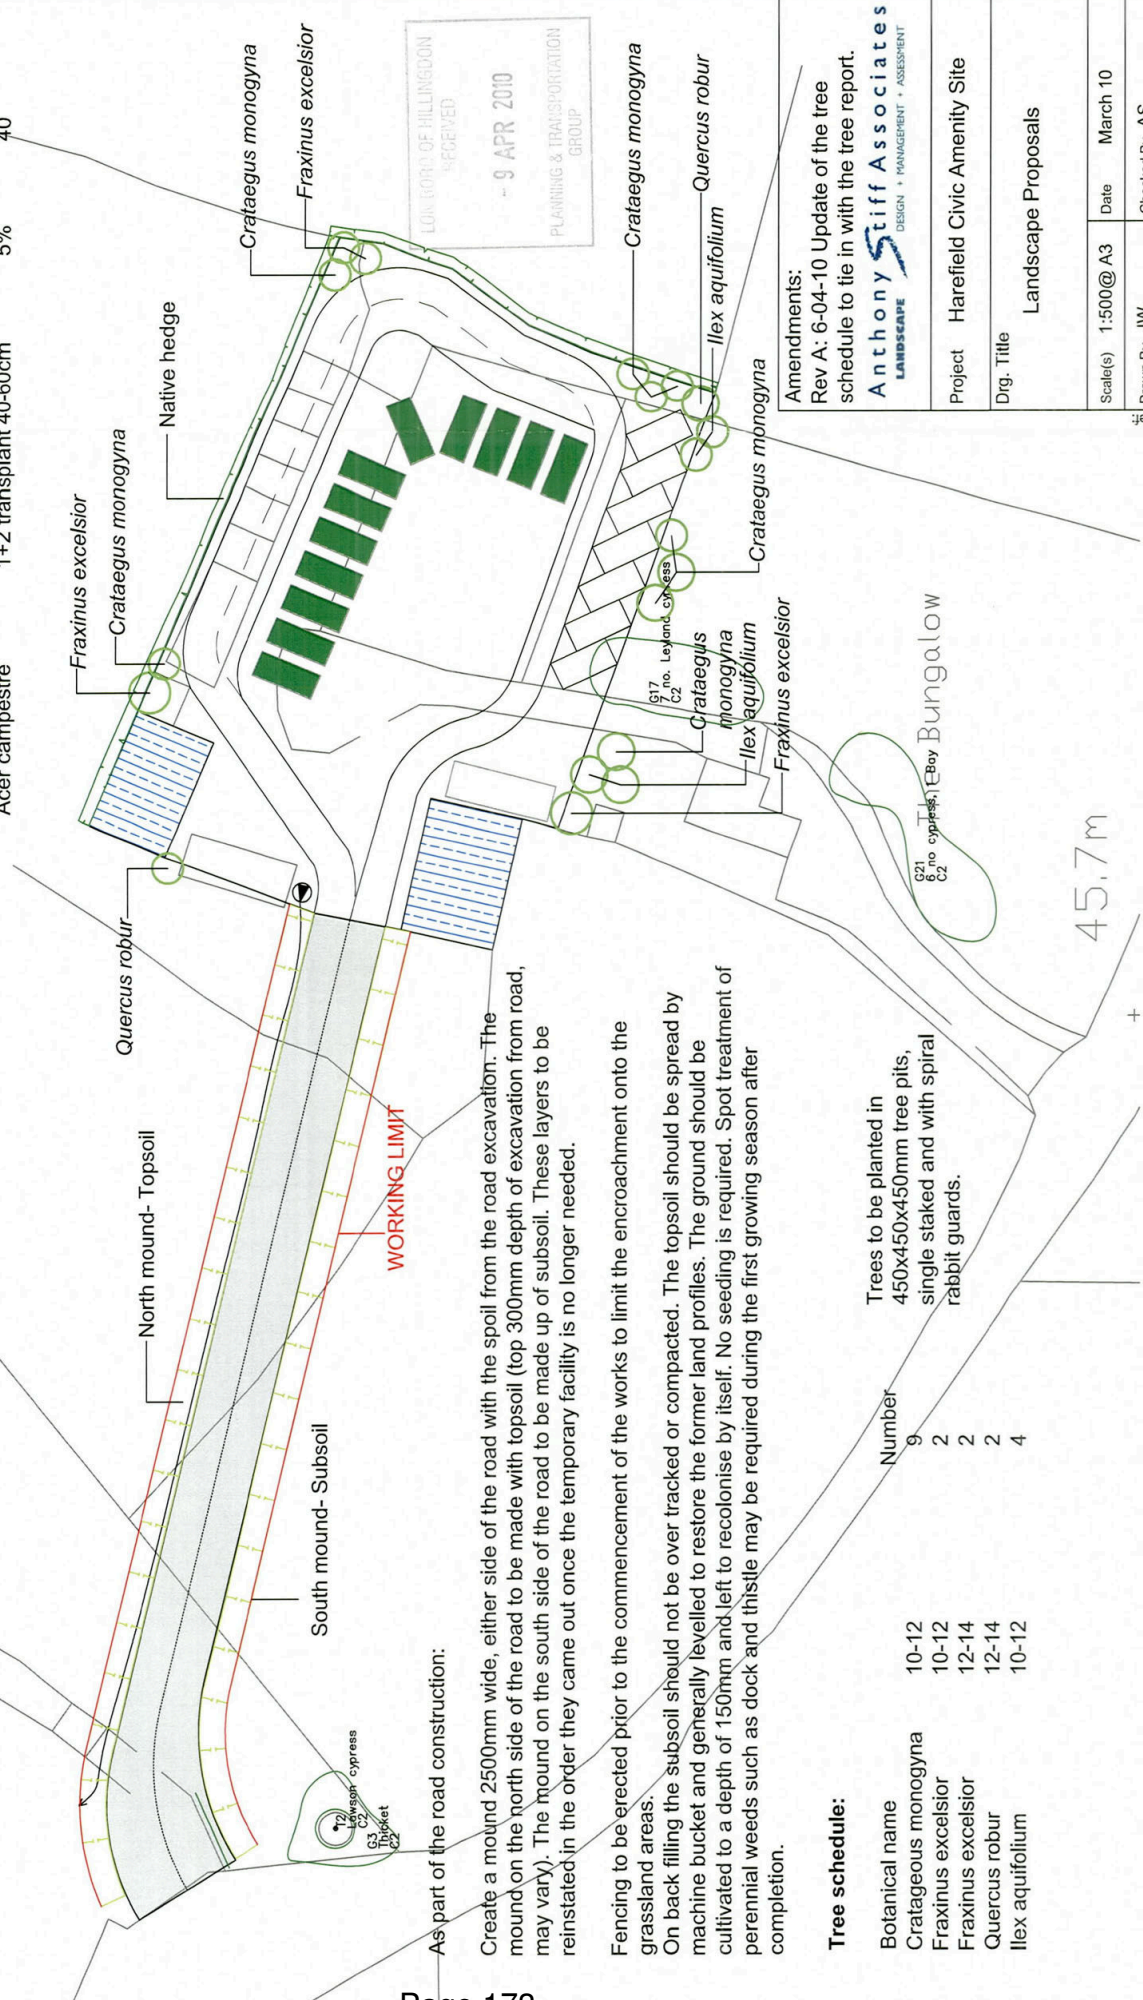 Acer campestre
1+2 transplant 40-60cm
5%
40
Fraxinus excelsior
Crataegus monogyna
Native hedge
Crataegus monogyna
Fraxinus excelsior
Quercus robur
LON BORO OF HILLINGDON
RECEIVED
- 9 APR 2010
PLANNING & TRANSPORTATION
GROUP
Crataegus monogyna
Quercus robur
Ilex aquifolium
Crataegus monogyna
G17
7 no. Leyland cypress
C2
Crataegus
monogyna
Ilex aquifolium
Fraxinus excelsior
The Bungalow
G21
6 no cypress, 1 Bay
C2
45.7m
North mound- Topsoil
WORKING LIMIT
South mound- Subsoil
T2
Lawson cypress
C2
G3
Thicket
C2
As part of the road construction:
Create a mound 2500mm wide, either side of the road with the spoil from the road excavation. The
mound on the north side of the road to be made with topsoil (top 300mm depth of excavation from road,
may vary). The mound on the south side of the road to be made up of subsoil. These layers to be
reinstated in the order they came out once the temporary facility is no longer needed.
Fencing to be erected prior to the commencement of the works to limit the encroachment onto the
grassland areas.
On back filling the subsoil should not be over tracked or compacted. The topsoil should be spread by
machine bucket and generally levelled to restore the former land profiles. The ground should be
cultivated to a depth of 150mm and left to recolonise by itself. No seeding is required. Spot treatment of
perennial weeds such as dock and thistle may be required during the first growing season after
completion.
Tree schedule:
Botanical name Number
Cratageous monogyna 10-12 9
Fraxinus excelsior 10-12 2
Fraxinus excelsior 12-14 2
Quercus robur 12-14 2
Ilex aquiifolium 10-12 4
Trees to be planted in
450x450x450mm tree pits,
single staked and with spiral
rabbit guards.
Amendments:
Rev A: 6-04-10 Update of the tree
schedule to tie in with the tree report.
Anthony Stiff Associates
LANDSCAPE DESIGN + MANAGEMENT + ASSESSMENT
Project Harefield Civic Amenity Site
Drg. Title
Landscape Proposals
Scale(s) 1:500@ A3 Date March 10
Page 173